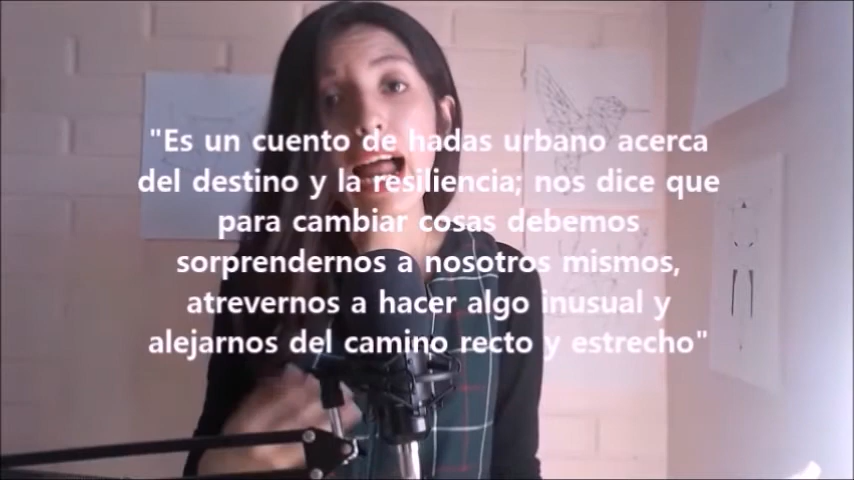 "Es un cuento de hadas urbano acerca
del destino y la resiliencia; nos dice que
para cambiar cosas debemos
sorprendernos a nosotros mismos,
atrevernos a hacer algo inusual y
alejarnos del camino recto y estrecho"